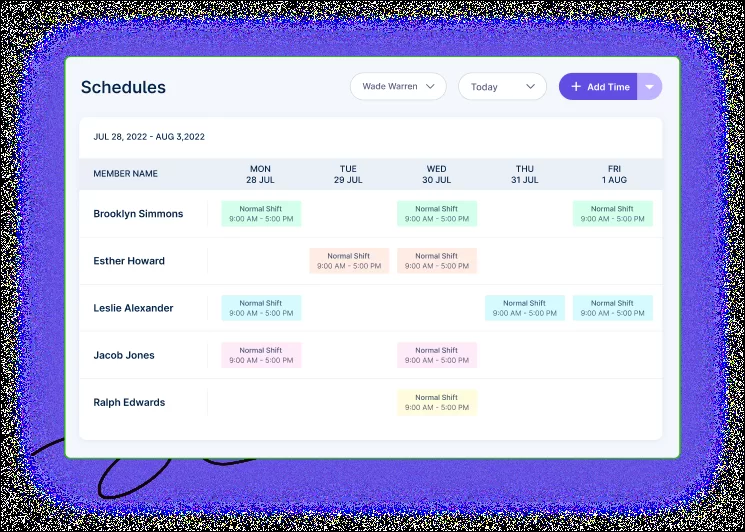 Schedules
Wade Warren
Today
+ Add Time
JUL 28, 2022 - AUG 3,2022
MEMBER NAME MON TUE WED THU FRI
28 JUL 29 JUL 30 JUL 31 JUL 1 AUG
Brooklyn Simmons Normal Shift Normal Shift Normal Shift
9:00 AM - 5:00 PM 9:00 AM - 5:00 PM 9:00 AM - 5:00 PM
Esther Howard Normal Shift Normal Shift
9:00 AM - 5:00 PM 9:00 AM - 5:00 PM
Leslie Alexander Normal Shift Normal Shift Normal Shift
9:00 AM - 5:00 PM 9:00 AM - 5:00 PM 9:00 AM - 5:00 PM
Jacob Jones Normal Shift Normal Shift
9:00 AM - 5:00 PM 9:00 AM - 5:00 PM
Ralph Edwards Normal Shift
9:00 AM - 5:00 PM